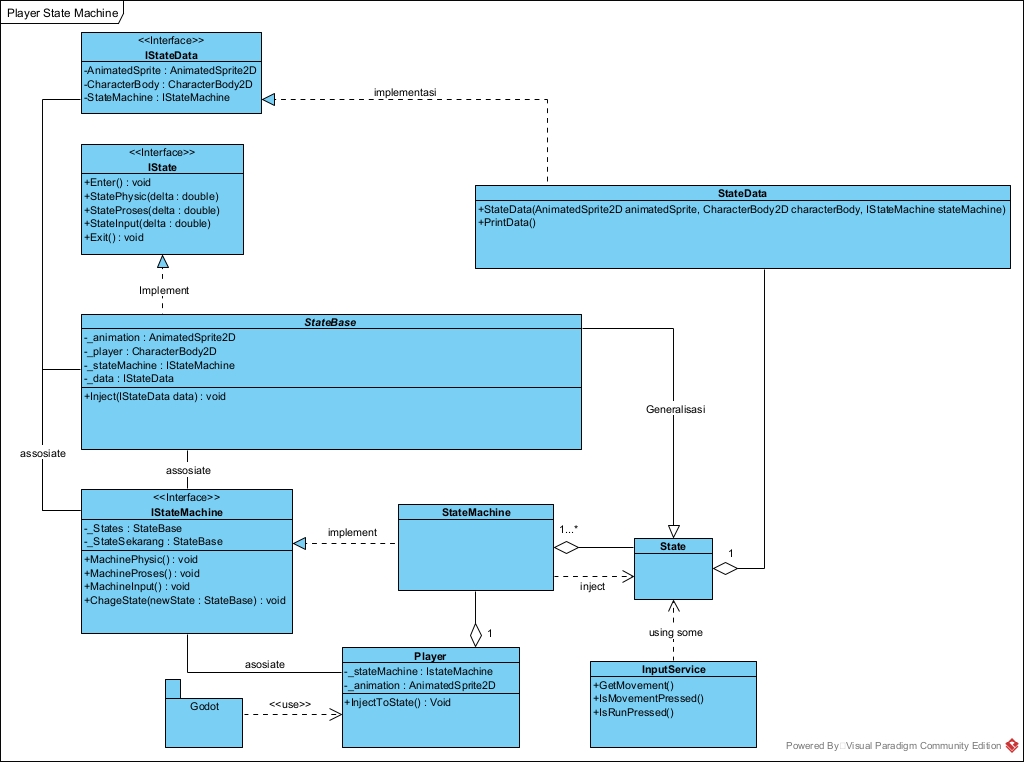 Player State Machine
<<Interface>>
IStateData
-AnimatedSprite : AnimatedSprite2D
-CharacterBody : CharacterBody2D
-StateMachine : IStateMachine
implementasi
<<Interface>>
IState
+Enter() : void
+StatePhysic(delta : double)
+StateProses(delta : double)
+StateInput(delta : double)
+Exit() : void
StateData
+StateData(AnimatedSprite2D animatedSprite, CharacterBody2D characterBody, IStateMachine stateMachine)
+PrintData()
Implement
StateBase
-_animation : AnimatedSprite2D
-_player : CharacterBody2D
-_stateMachine : IStateMachine
-_data : IStateData
+Inject(IStateData data) : void
Generalisasi
assosiate
assosiate
<<Interface>>
IStateMachine
-_States : StateBase
-_StateSekarang : StateBase
+MachinePhysic() : void
+MachineProses() : void
+MachineInput() : void
+ChageState(newState : StateBase) : void
implement
StateMachine
1...*
inject
State
1
using some
1
asosiate
Player
-_stateMachine : IstateMachine
-_animation : AnimatedSprite2D
+InjectToState() : Void
Godot
<<use>>
InputService
+GetMovement()
+IsMovementPressed()
+IsRunPressed()
Powered By Visual Paradigm Community Edition